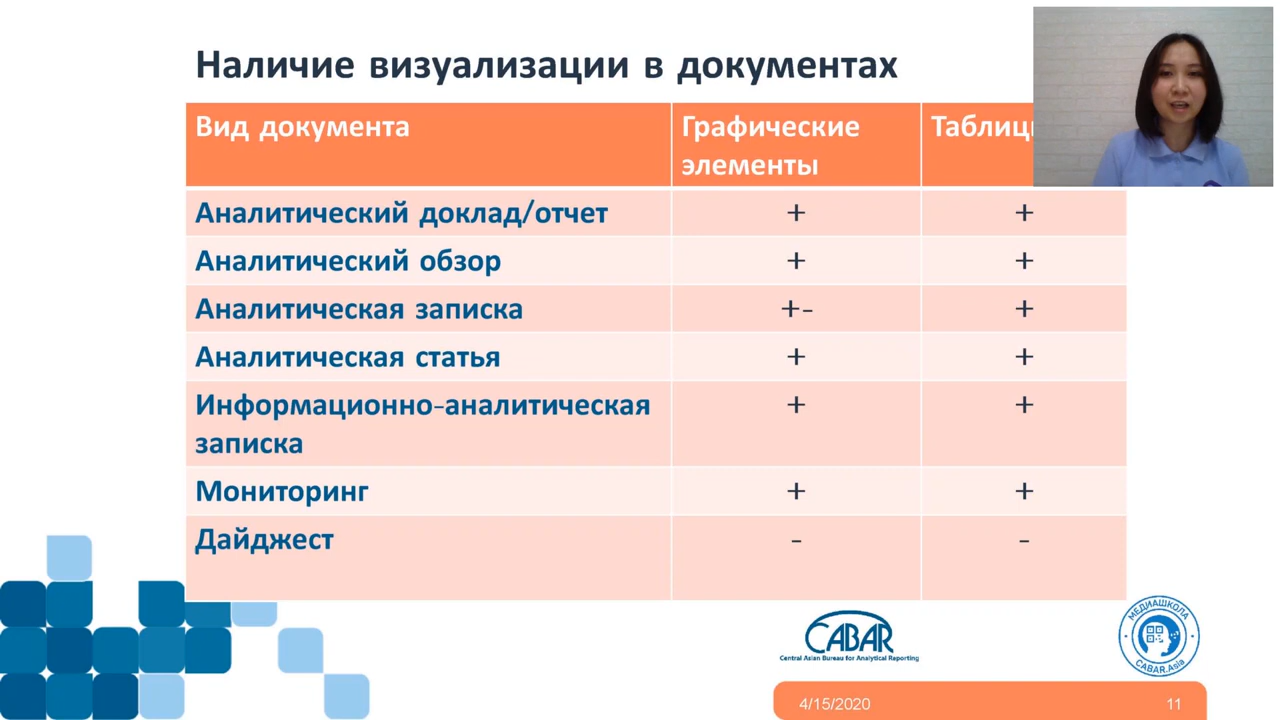 Наличие визуализации в документах
Вид документа
Графические
элементы
Аналитический доклад/отчет
+
+
Аналитический обзор
+
+
Аналитическая записка
+-
+
Аналитическая статья
+
+
Информационно-аналитическая
записка
+
+
Мониторинг
+
+
Дайджест
-
-
CABAR
Central Asian Bureau for Analytical Reporting
МЕДИАШКОЛА
CABAR.Asia
4/15/2020
11